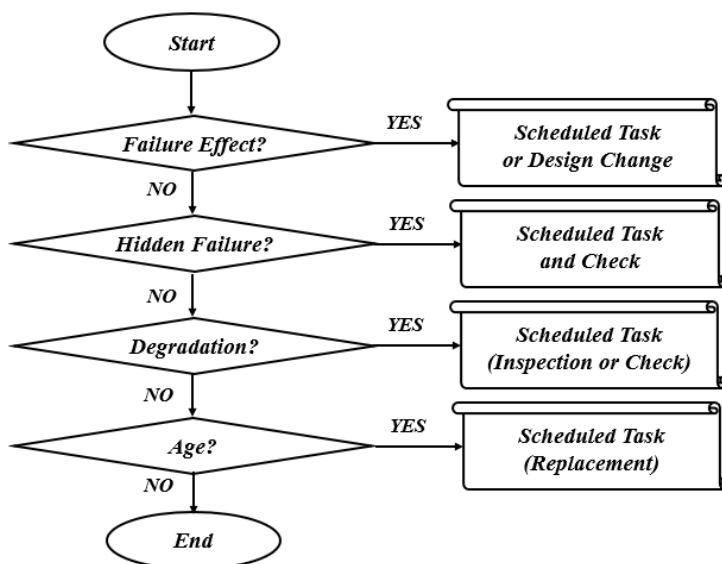 Start
Failure Effect?
YES
Scheduled Task
or Design Change
NO
Hidden Failure?
YES
Scheduled Task
and Check
NO
Degradation?
YES
Scheduled Task
(Inspection or Check)
NO
Age?
YES
Scheduled Task
(Replacement)
NO
End